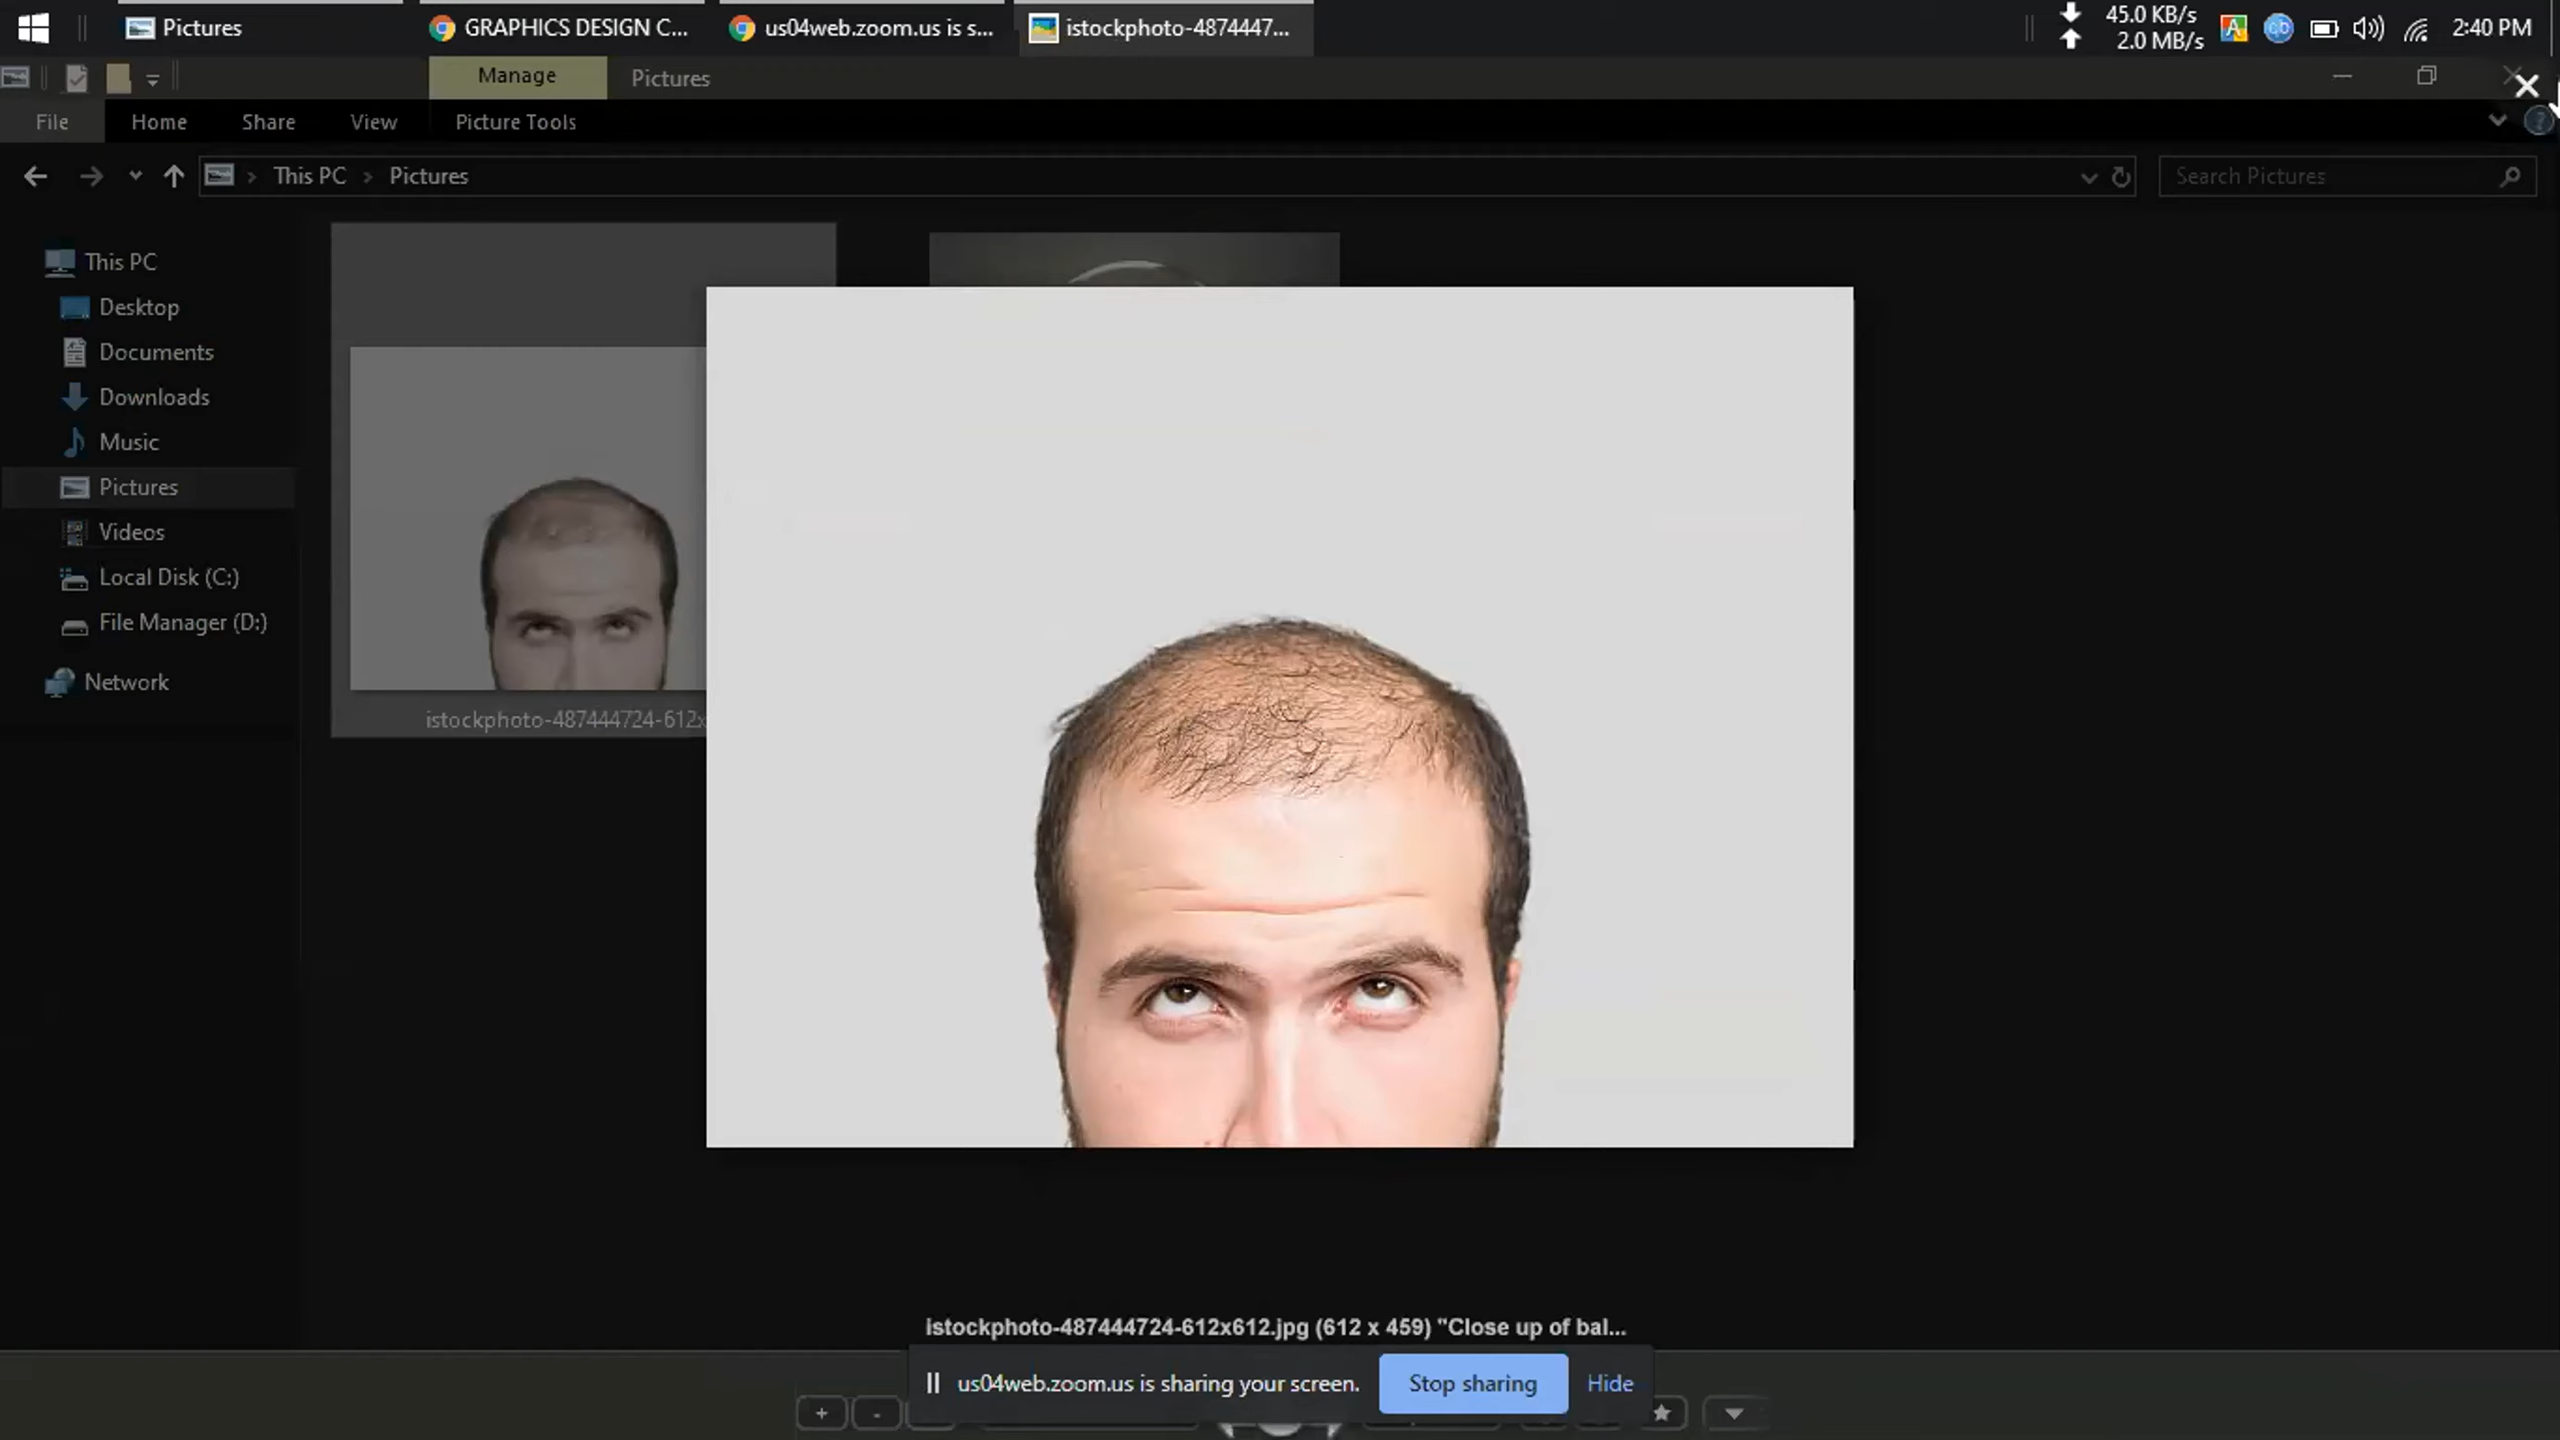 Pictures
GRAPHICS DESIGN C...
us04web.zoom.us is s...
istockphoto-4874447...
45.0 KB/s
2.0 MB/s
2:40 PM
Manage
Pictures
File
Home
Share
View
Picture Tools
This PC
Pictures
Search Pictures
This PC
Desktop
Documents
Downloads
Music
Pictures
Videos
Local Disk (C:)
File Manager (D:)
Network
istockphoto-487444724-612x
istockphoto-487444724-612x612.jpg (612 x 459) "Close up of bal...
us04web.zoom.us is sharing your screen.
Stop sharing
Hide